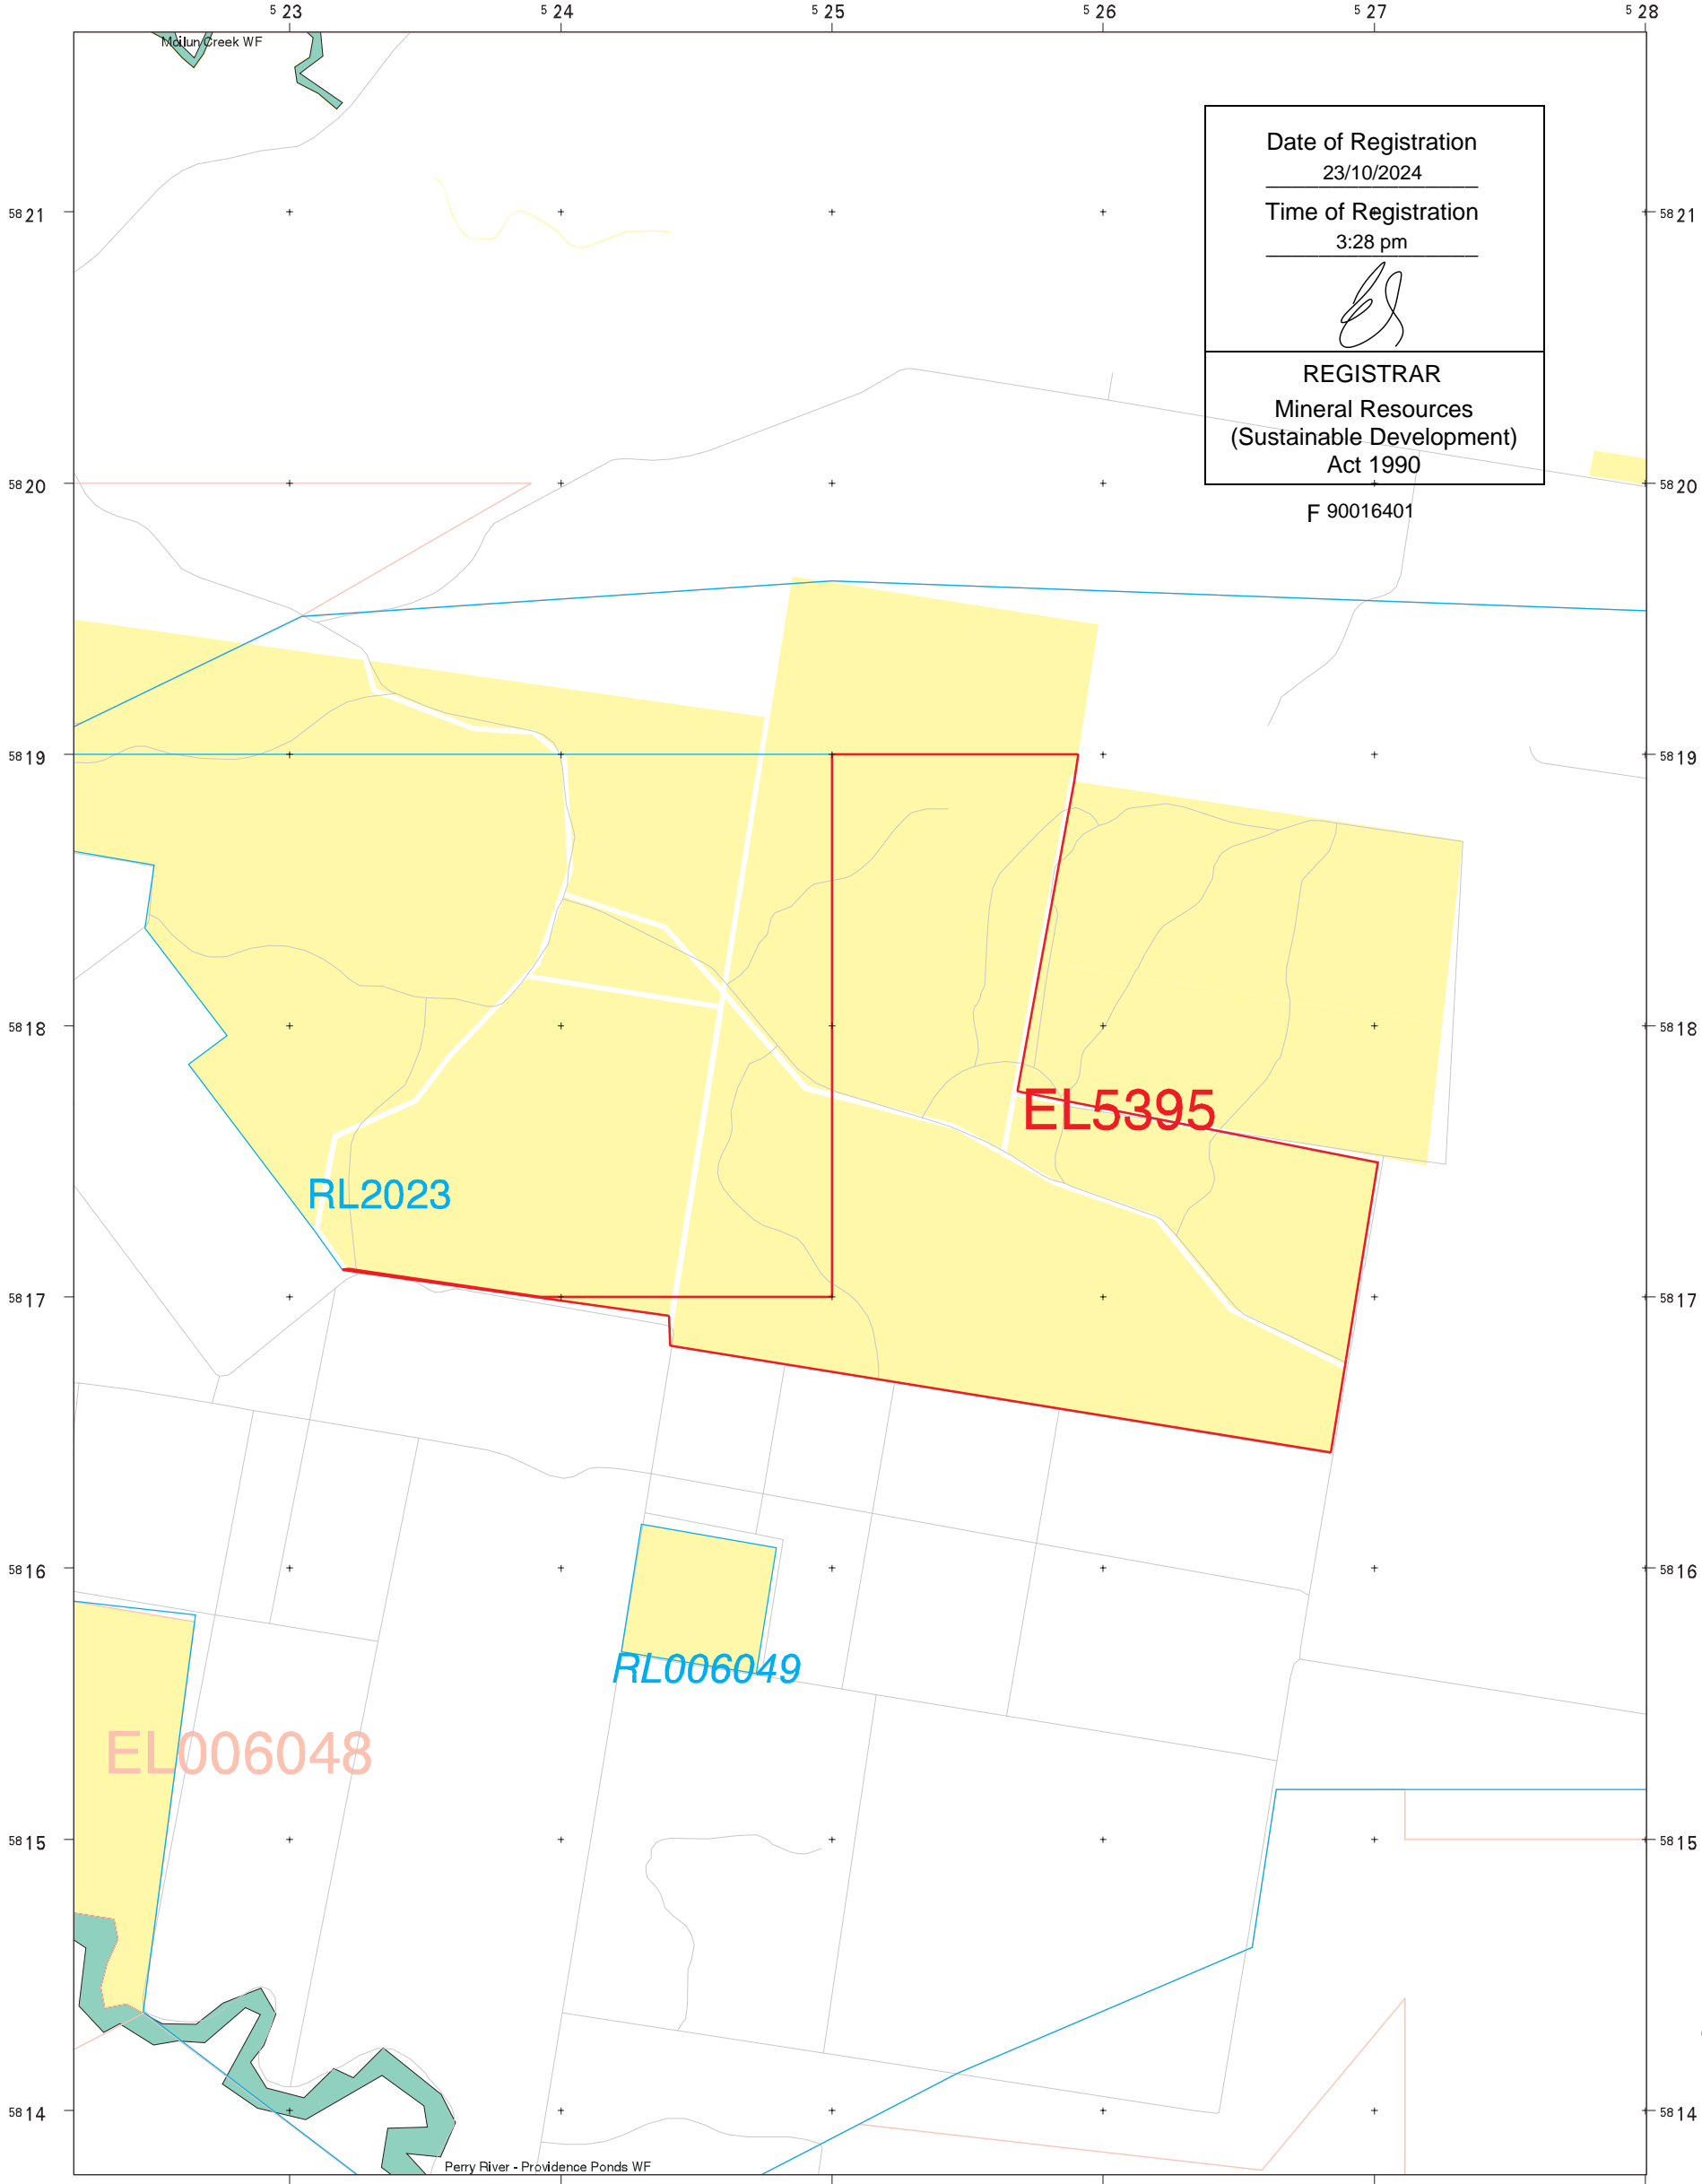 5 23 5 24 5 25 5 26 5 27 5 28
Moilun Creek WF
Date of Registration
23/10/2024
Time of Registration
3:28 pm
REGISTRAR
Mineral Resources
(Sustainable Development)
Act 1990
F 90016401
58 21 58 21
58 20 58 20
58 19 58 19
58 18 58 18
EL5395
RL2023
58 17 58 17
58 16 58 16
RL006049
EL006048
58 15 58 15
58 14 58 14
Perry River - Providence Ponds WF